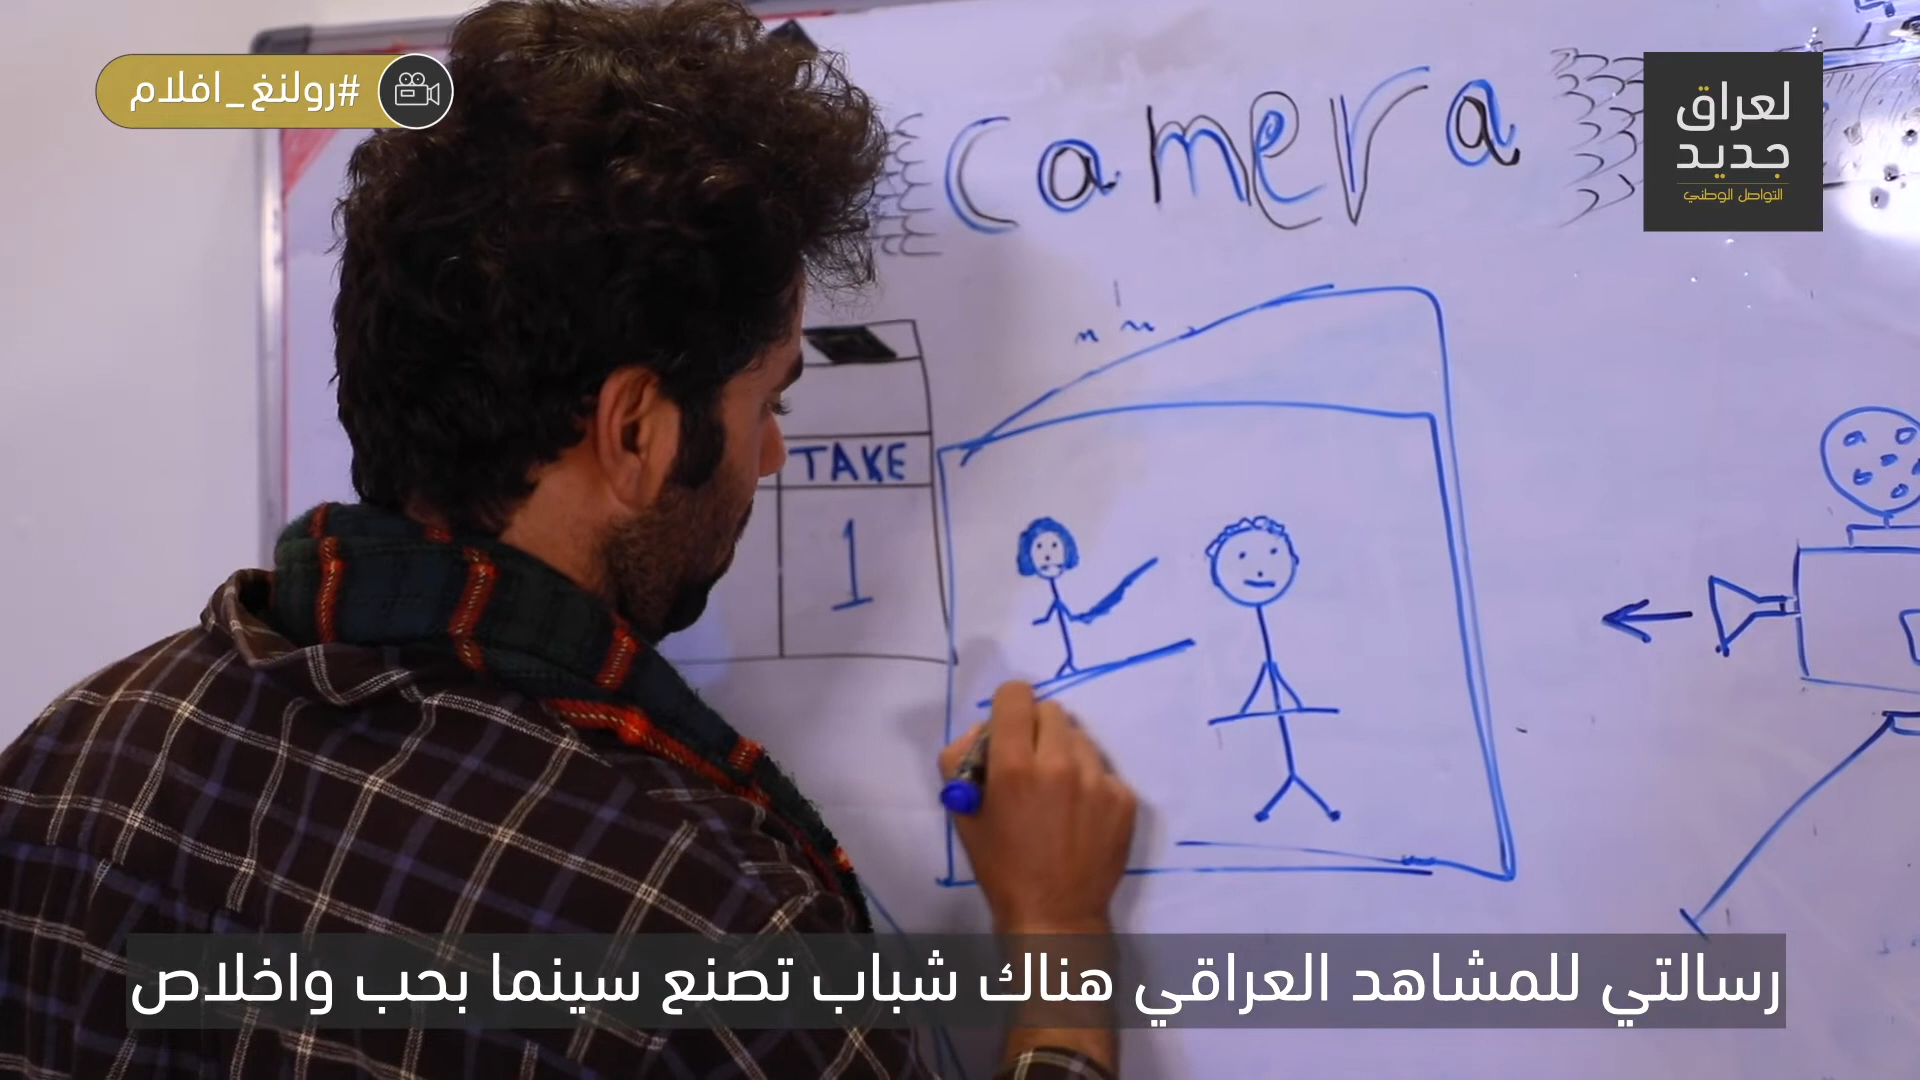 #رولنغ_افلام
camera
لعراق
جديد
التواصل الوطني
TAKE
1
رسالتي للمشاهد العراقي هناك شباب تصنع سينما بحب واخلاص